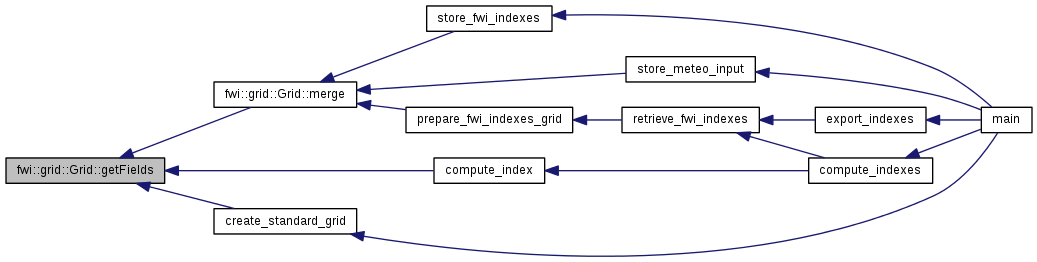 store_fwi_indexes
fwi::grid::Grid::merge
store_meteo_input
prepare_fwi_indexes_grid
retrieve_fwi_indexes
export_indexes
main
fwi::grid::Grid::getFields
compute_index
compute_indexes
create_standard_grid